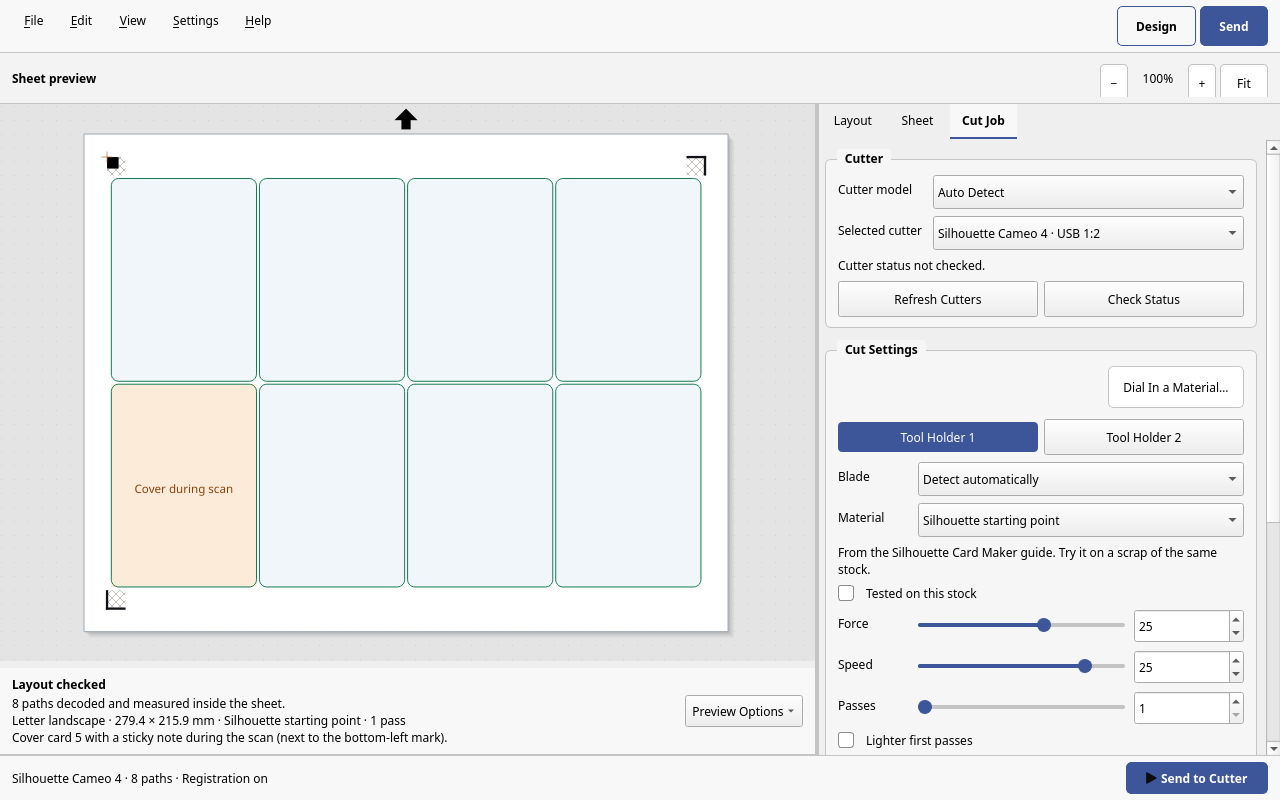 File Edit View Settings Help
Design Send
Sheet preview
− 100% + Fit
Layout Sheet Cut Job
Cutter
Cutter model Auto Detect
Selected cutter Silhouette Cameo 4 · USB 1:2
Cutter status not checked.
Refresh Cutters Check Status
Cut Settings
Dial In a Material...
Tool Holder 1 Tool Holder 2
Blade Detect automatically
Material Silhouette starting point
From the Silhouette Card Maker guide. Try it on a scrap of the same
stock.
Tested on this stock
Force 25
Speed 25
Passes 1
Lighter first passes
Cover during scan
Layout checked
8 paths decoded and measured inside the sheet.
Letter landscape · 279.4 × 215.9 mm · Silhouette starting point · 1 pass
Cover card 5 with a sticky note during the scan (next to the bottom-left mark).
Preview Options
Silhouette Cameo 4 · 8 paths · Registration on
Send to Cutter